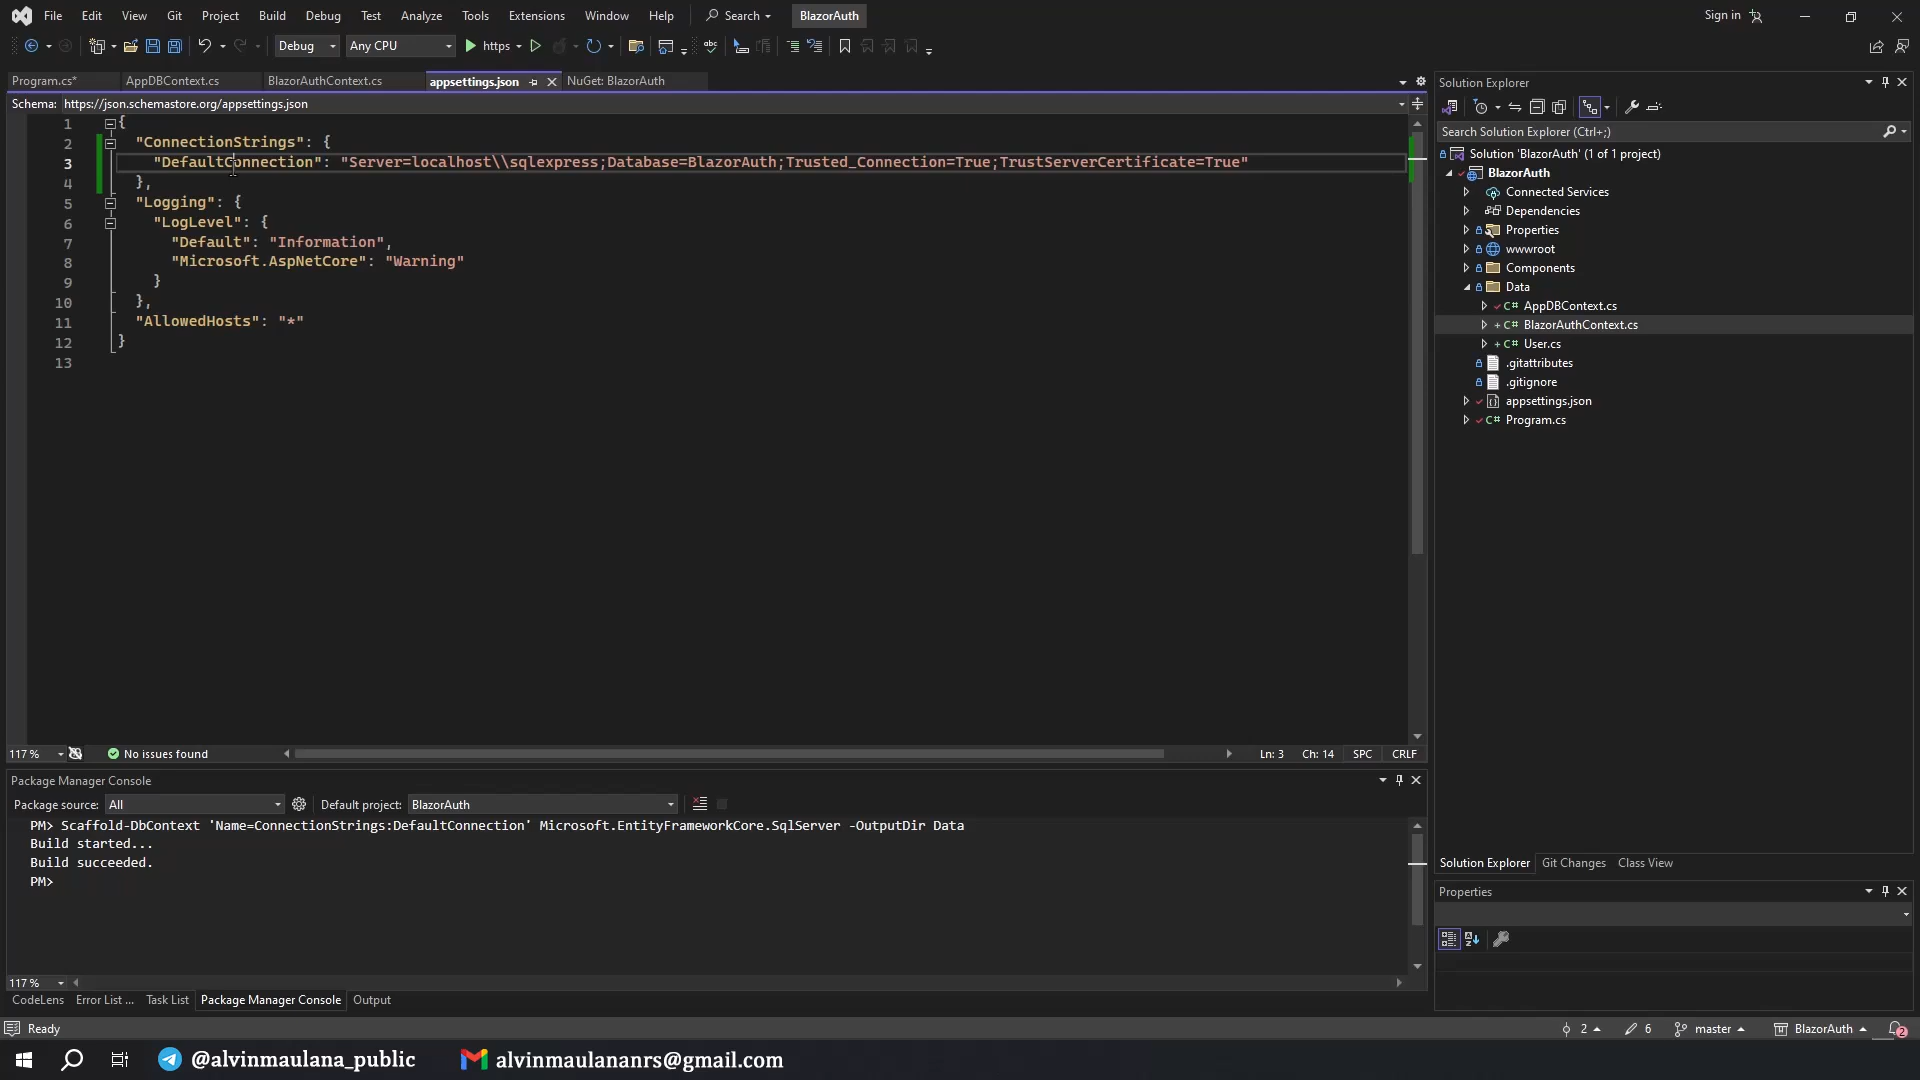 File Edit View Git Project Build Debug Test Analyze Tools Extensions Window Help Search BlazorAuth Sign in
Debug Any CPU https
Program.cs* AppDBContext.cs BlazorAuthContext.cs appsettings.json NuGet: BlazorAuth
Schema: https://json.schemastore.org/appsettings.json
1 {
2 "ConnectionStrings": {
3 "DefaultConnection": "Server=localhost\\sqlexpress;Database=BlazorAuth;Trusted_Connection=True;TrustServerCertificate=True"
4 },
5 "Logging": {
6 "LogLevel": {
7 "Default": "Information",
8 "Microsoft.AspNetCore": "Warning"
9 }
10 },
11 "AllowedHosts": "*"
12 }
13
117 % No issues found Ln: 3 Ch: 14 SPC CRLF
Package Manager Console
Package source: All Default project: BlazorAuth
PM> Scaffold-DbContext 'Name=ConnectionStrings:DefaultConnection' Microsoft.EntityFrameworkCore.SqlServer -OutputDir Data
Build started...
Build succeeded.
PM>
117 %
CodeLens Error List ... Task List Package Manager Console Output
Solution Explorer
Search Solution Explorer (Ctrl+;)
Solution 'BlazorAuth' (1 of 1 project)
BlazorAuth
Connected Services
Dependencies
Properties
wwwroot
Components
Data
C# AppDBContext.cs
C# BlazorAuthContext.cs
C# User.cs
.gitattributes
.gitignore
appsettings.json
C# Program.cs
Solution Explorer Git Changes Class View
Properties
Ready 2 6 master BlazorAuth 2
@alvinmaulana_public alvinmaulananrs@gmail.com